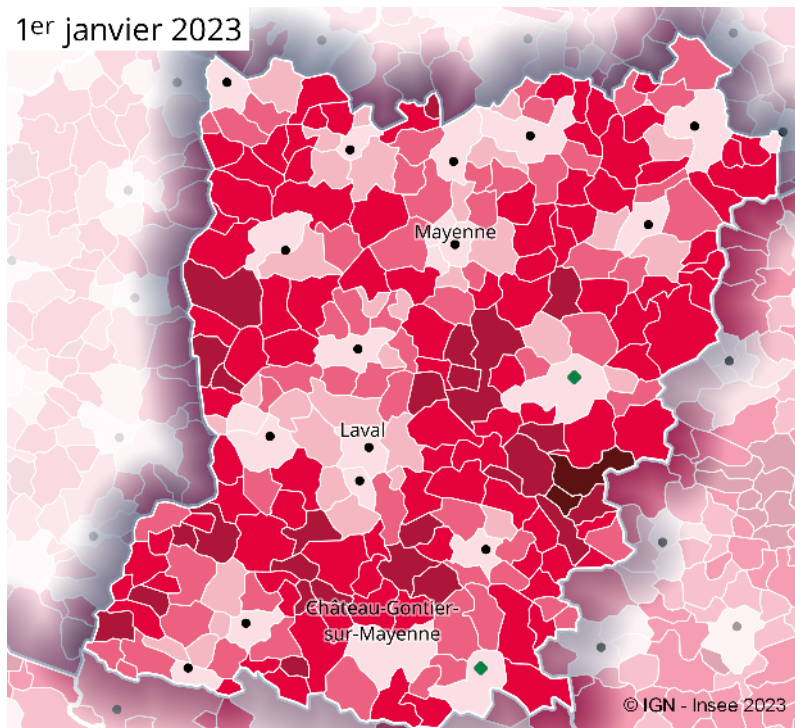 1er janvier 2023
Mayenne
Laval
Château-Gontier-
sur-Mayenne
© IGN - Insee 2023